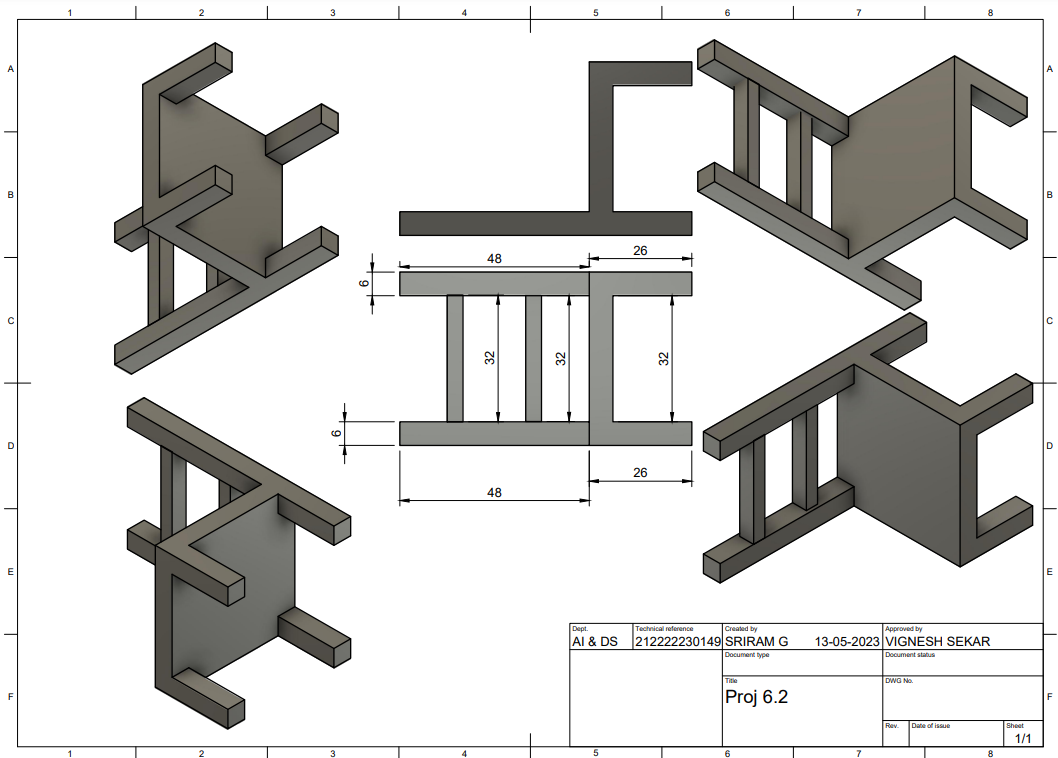 1 2 3 4 5 6 7 8
A A
B B
C C
D D
E E
F F
48
26
6
32
32
32
6
26
48
Dept. Technical reference Created by Approved by
AI & DS 212222230149 SRIRAM G 13-05-2023 VIGNESH SEKAR
Document type Document status
Title DWG No.
Proj 6.2
Rev. Date of issue Sheet
1/1
1 2 3 4 5 6 7 8